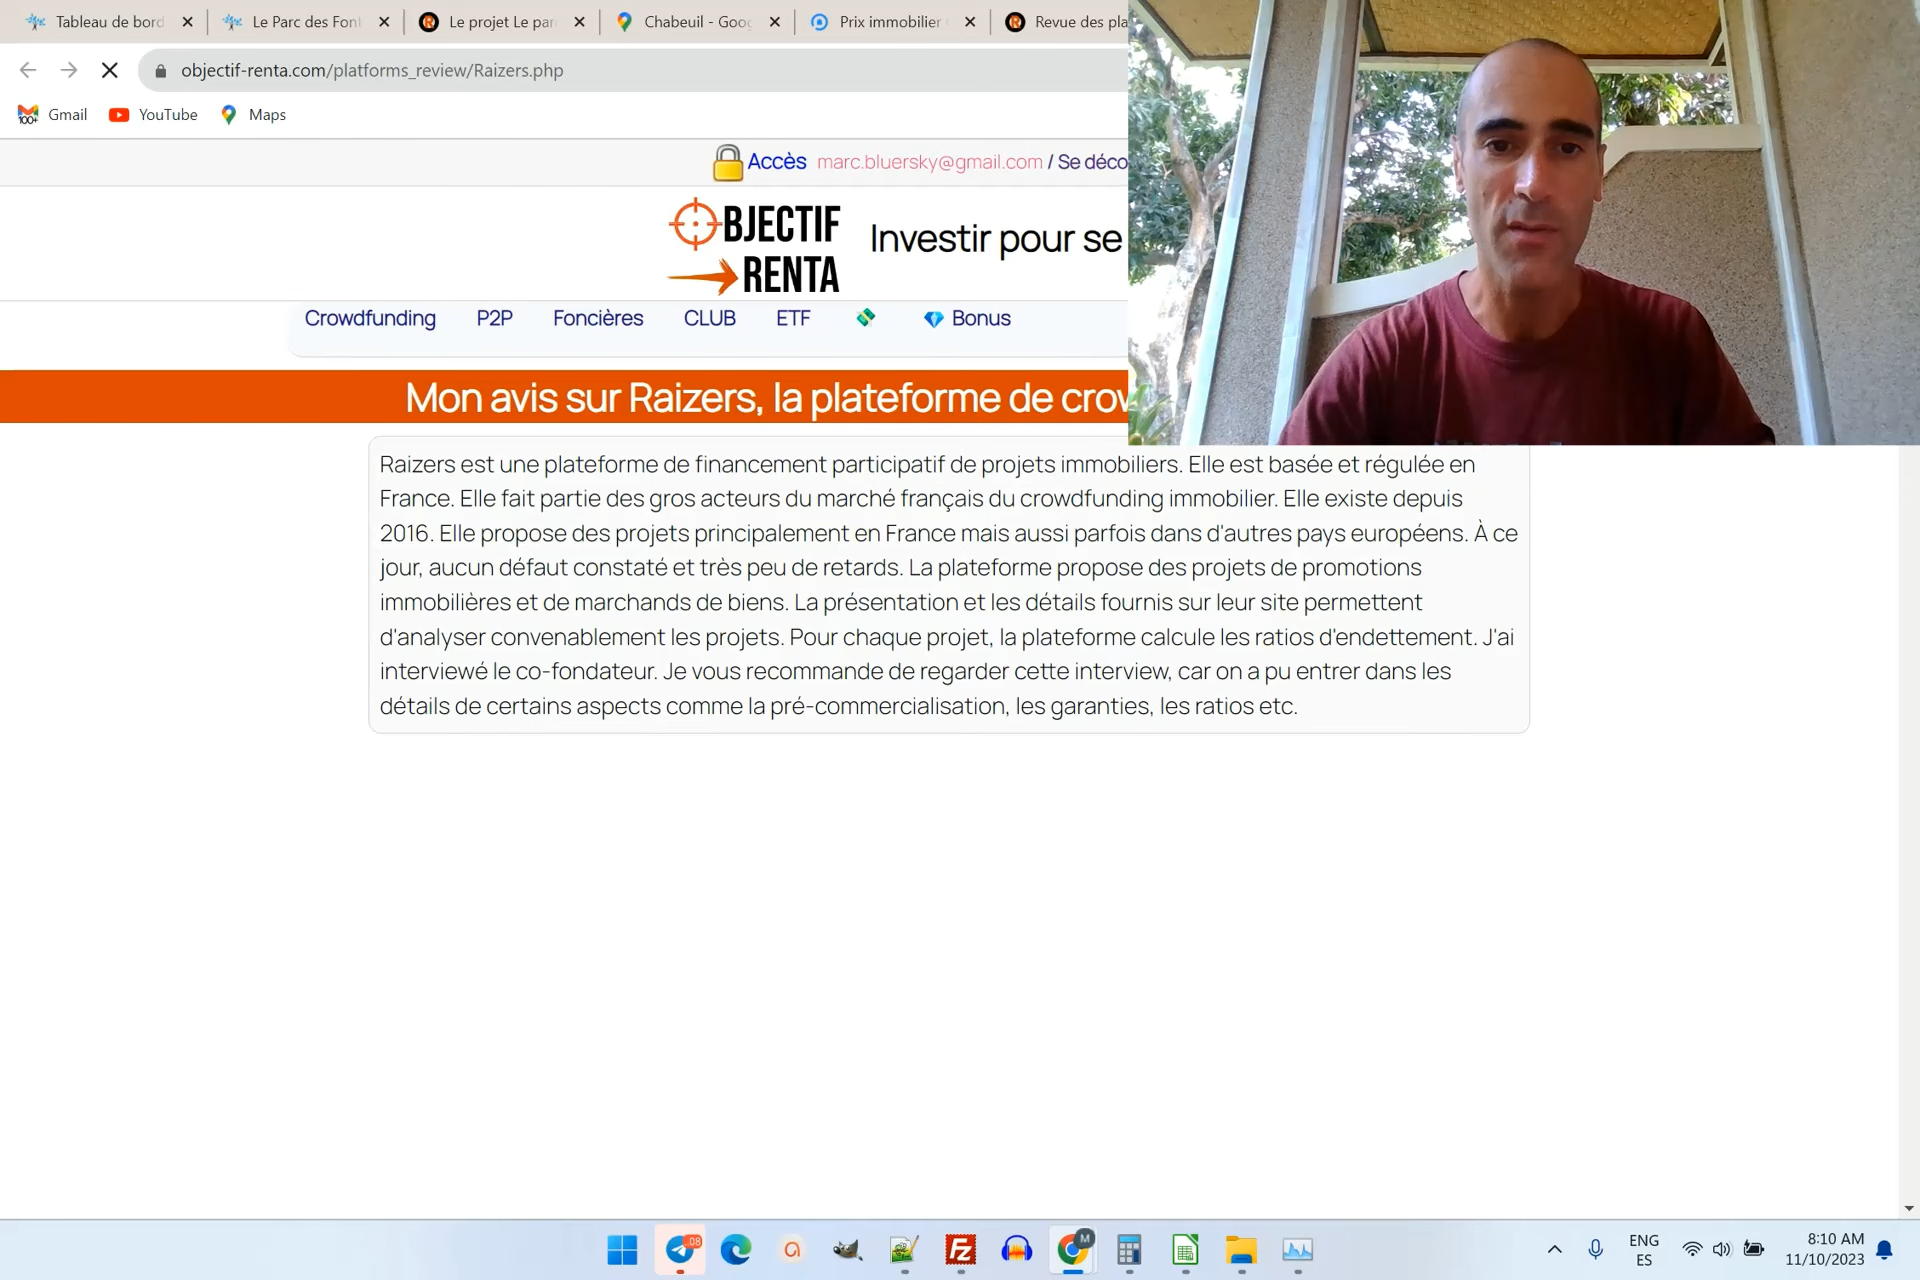 Tableau de bord
Le Parc des Font
Le projet Le par
Chabeuil - Goog
Prix immobilier
Revue des pla
objectif-renta.com/platforms_review/Raizers.php
Gmail
YouTube
Maps
Accès marc.bluersky@gmail.com / Se déco
OBJECTIF
RENTA
Investir pour se
Crowdfunding P2P Foncières CLUB ETF Bonus
Mon avis sur Raizers, la plateforme de crow
Raizers est une plateforme de financement participatif de projets immobiliers. Elle est basée et régulée en
France. Elle fait partie des gros acteurs du marché français du crowdfunding immobilier. Elle existe depuis
2016. Elle propose des projets principalement en France mais aussi parfois dans d'autres pays européens. À ce
jour, aucun défaut constaté et très peu de retards. La plateforme propose des projets de promotions
immobilières et de marchands de biens. La présentation et les détails fournis sur leur site permettent
d'analyser convenablement les projets. Pour chaque projet, la plateforme calcule les ratios d'endettement. J'ai
interviewé le co-fondateur. Je vous recommande de regarder cette interview, car on a pu entrer dans les
détails de certains aspects comme la pré-commercialisation, les garanties, les ratios etc.
ENG
ES
8:10 AM
11/10/2023